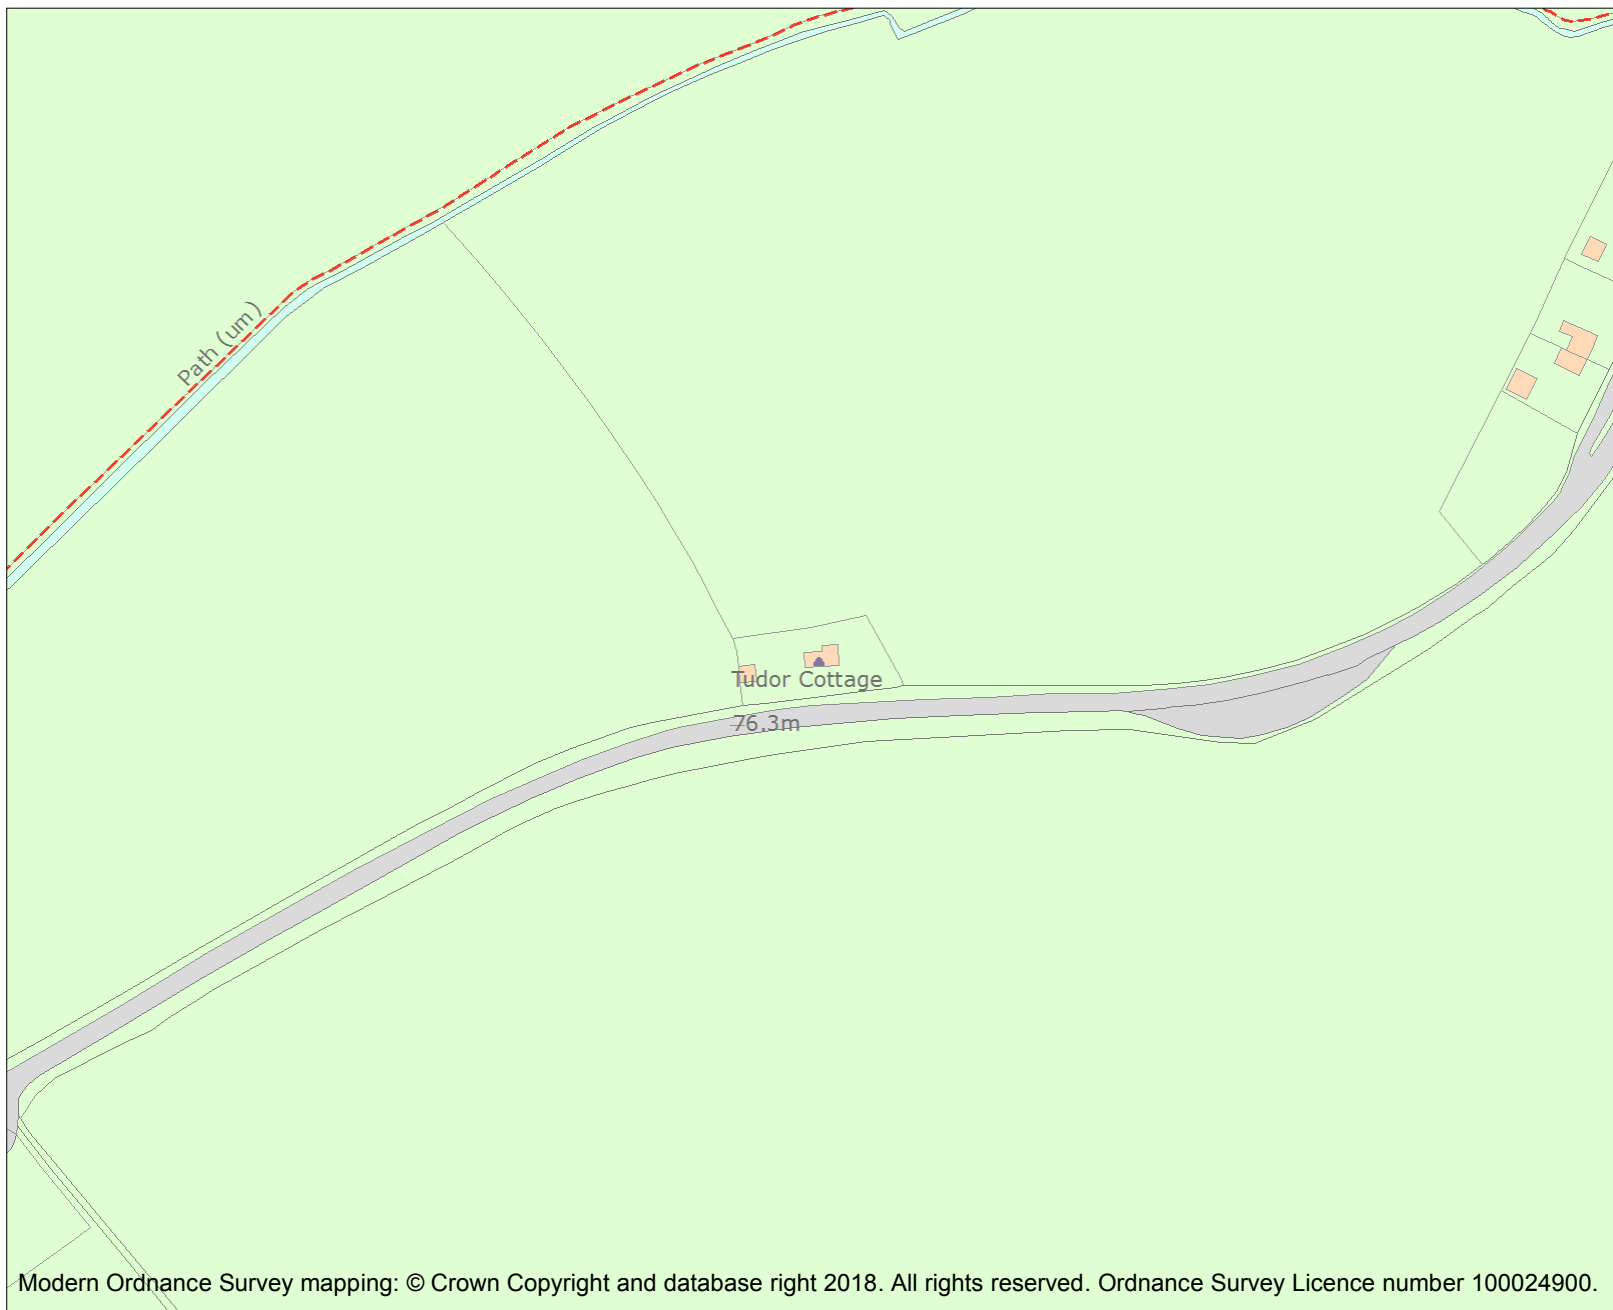 Path (um)
Tudor Cottage
76.3m
Modern Ordnance Survey mapping: © Crown Copyright and database right 2018. All rights reserved. Ordnance Survey Licence number 100024900.